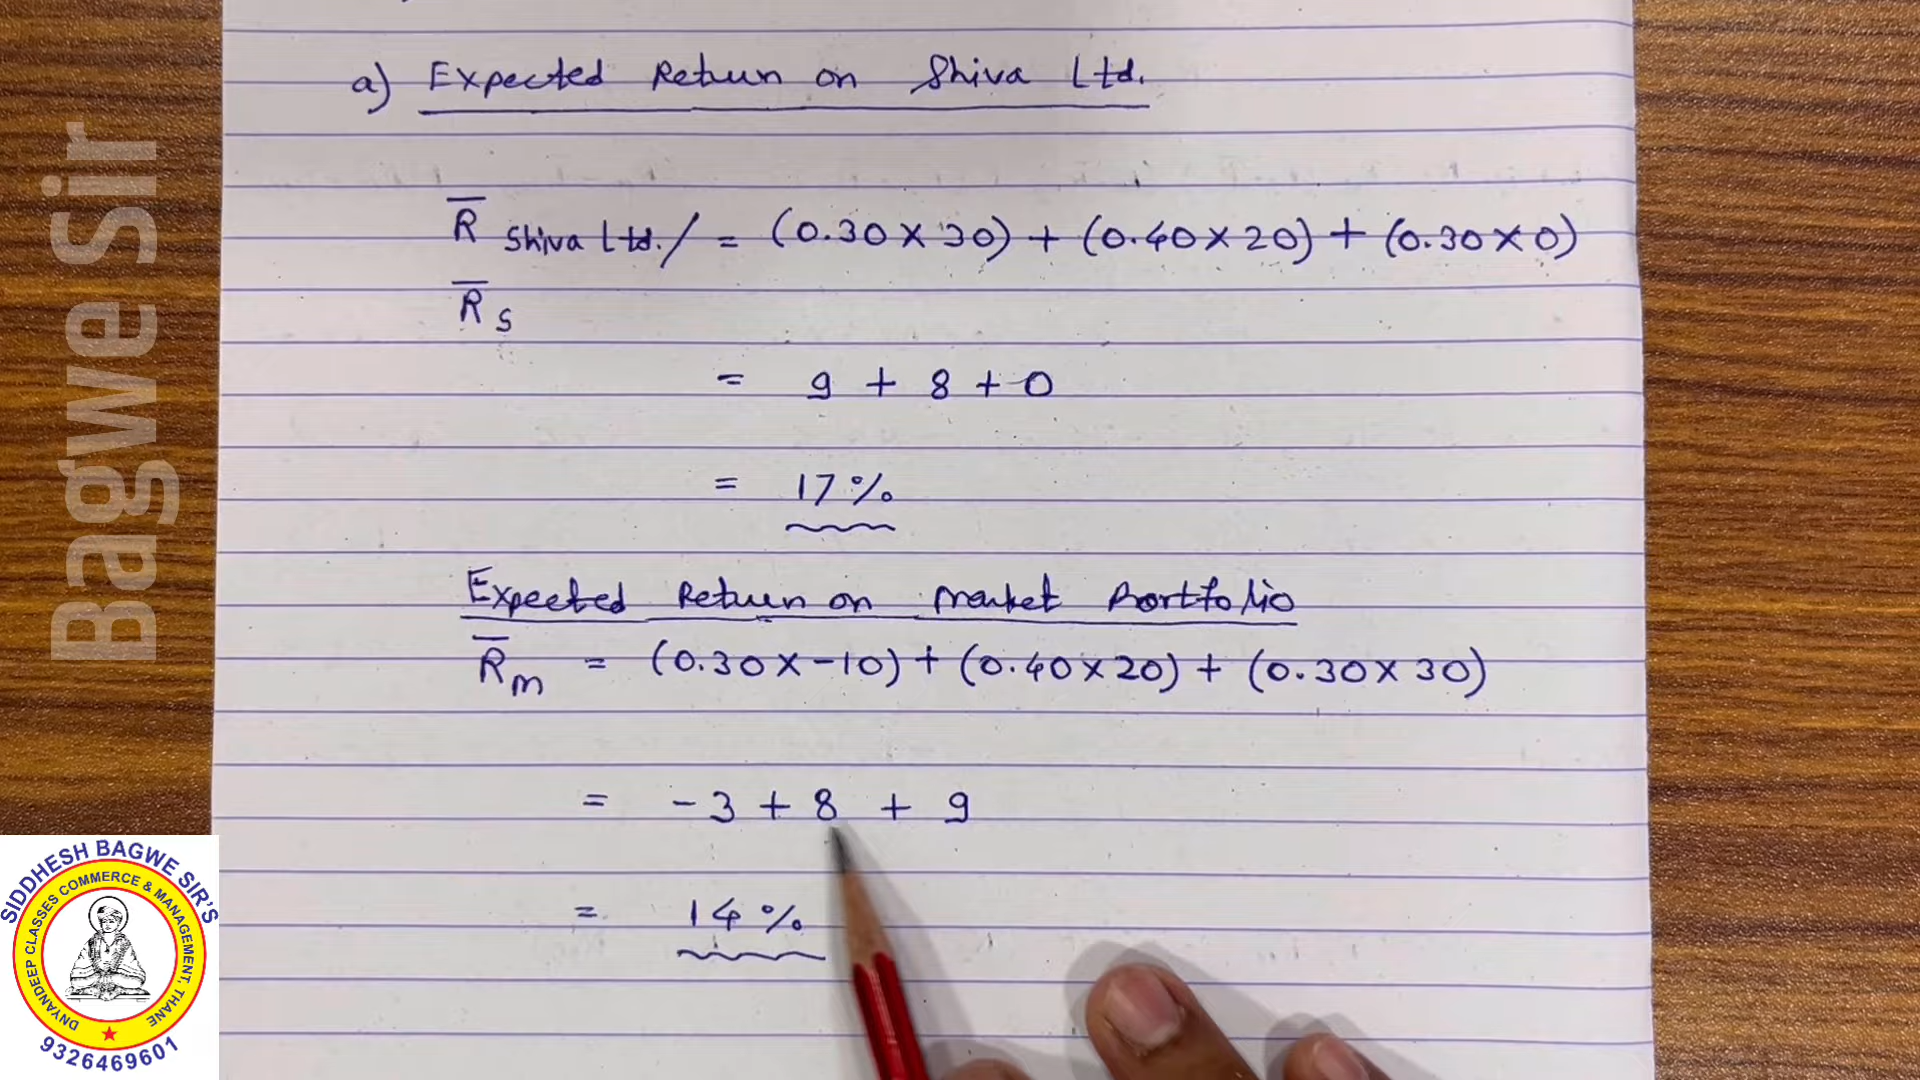 a) Expected Return on Shiva Ltd.
R̅ Shiva Ltd./ = (0.30×30) + (0.40×20) + (0.30×0)
R̅ s
= 9 + 8 + 0
= 17%
Expected Return on market Portfolio
R̅ m = (0.30×-10) + (0.40×20) + (0.30×30)
= -3 + 8 + 9
= 14%
Bagwe Sir
SIDDHESH BAGWE SIR'S
DNYANDEEP CLASSES COMMERCE & MANAGEMENT, THANE
9326469601